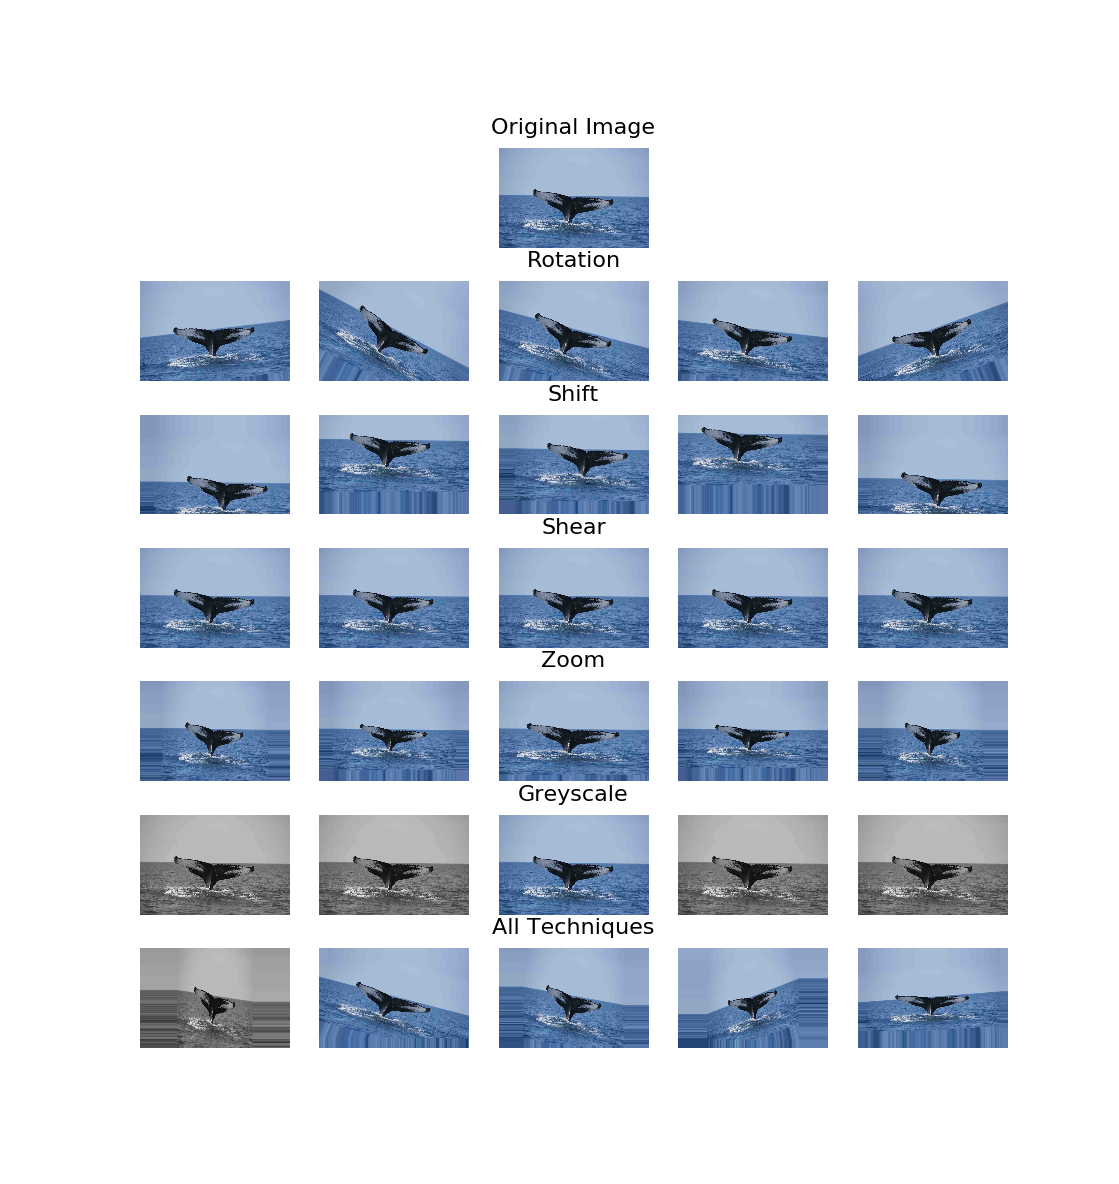 Original Image
Rotation
Shift
Shear
Zoom
Greyscale
All Techniques